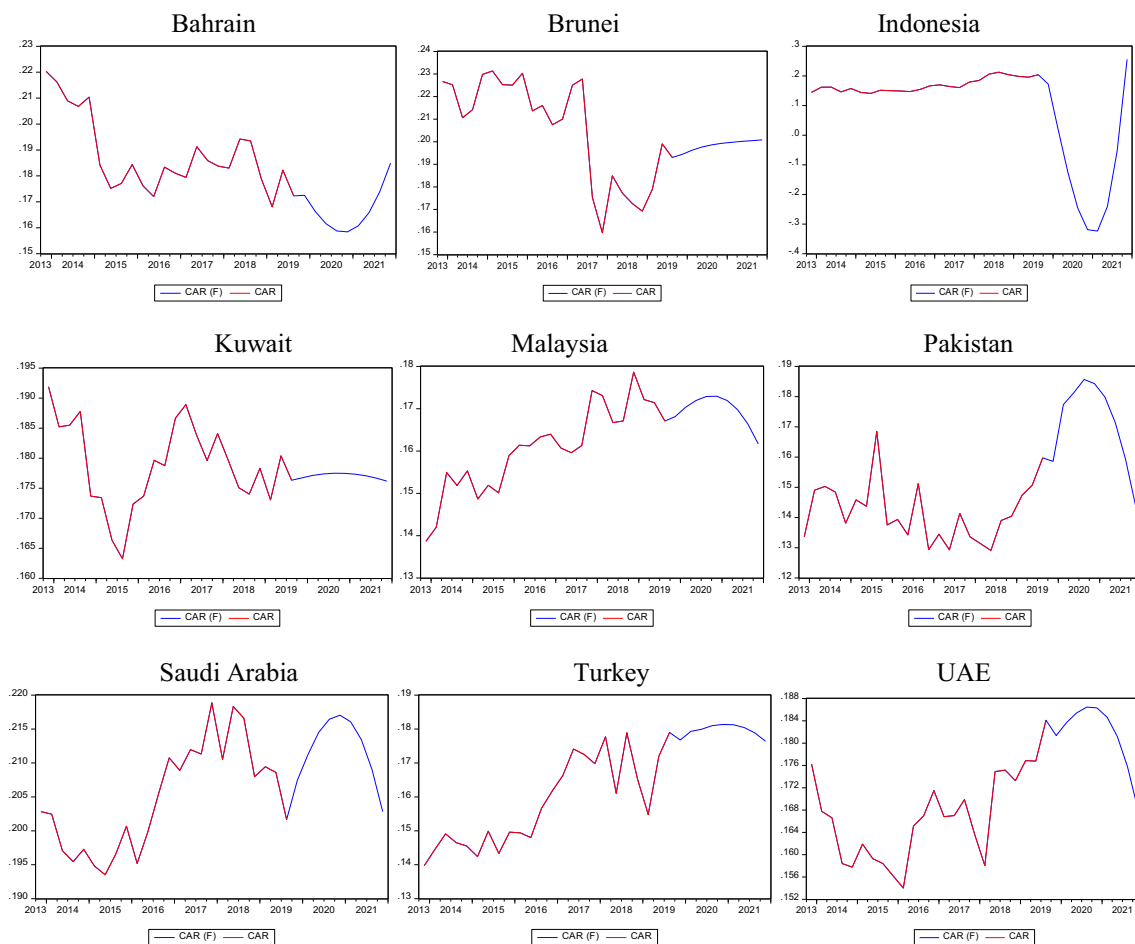 Bahrain
.23
.22
.21
.20
.19
.18
.17
.16
.15
2013 2014 2015 2016 2017 2018 2019 2020 2021
CAR (F) CAR
Brunei
.24
.23
.22
.21
.20
.19
.18
.17
.16
.15
2013 2014 2015 2016 2017 2018 2019 2020 2021
CAR (F) CAR
Indonesia
.3
.2
.1
.0
-.1
-.2
-.3
-.4
2013 2014 2015 2016 2017 2018 2019 2020 2021
CAR (F) CAR
Kuwait
.195
.190
.185
.180
.175
.170
.165
.160
2013 2014 2015 2016 2017 2018 2019 2020 2021
CAR (F) CAR
Malaysia
.18
.17
.16
.15
.14
.13
2013 2014 2015 2016 2017 2018 2019 2020 2021
CAR (F) CAR
Pakistan
.19
.18
.17
.16
.15
.14
.13
.12
2013 2014 2015 2016 2017 2018 2019 2020 2021
CAR (F) CAR
Saudi Arabia
.220
.215
.210
.205
.200
.195
.190
2013 2014 2015 2016 2017 2018 2019 2020 2021
CAR (F) CAR
Turkey
.19
.18
.17
.16
.15
.14
.13
2013 2014 2015 2016 2017 2018 2019 2020 2021
CAR (F) CAR
UAE
.188
.184
.180
.176
.172
.168
.164
.160
.156
.152
2013 2014 2015 2016 2017 2018 2019 2020 2021
CAR (F) CAR